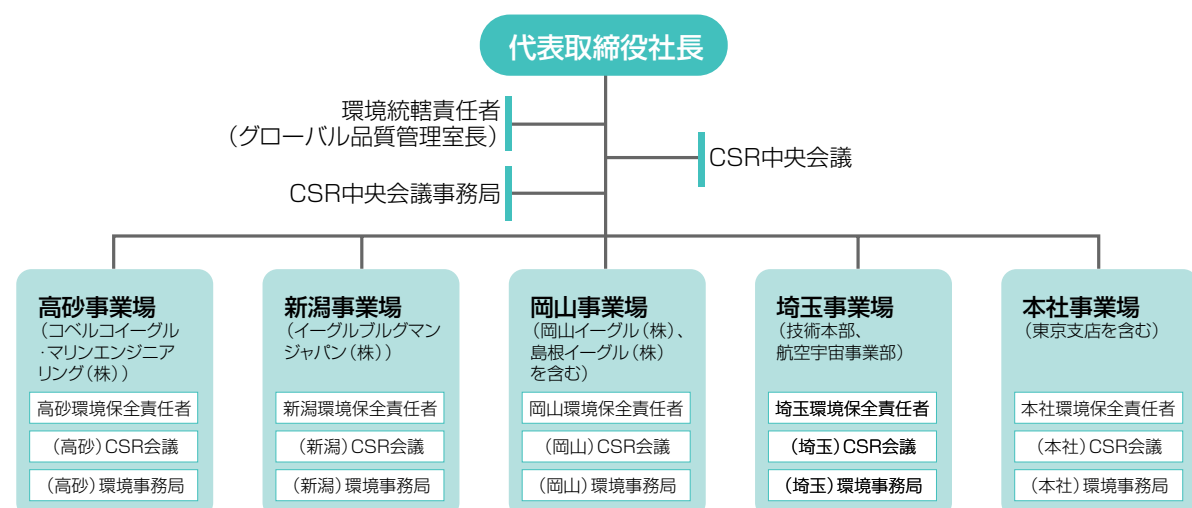 代表取締役社長
環境統轄責任者
（グローバル品質管理室長）
CSR中央会議
CSR中央会議事務局
高砂事業場
（コベルコイーグル
・マリンエンジニア
リング（株））
高砂環境保全責任者
（高砂）CSR会議
（高砂）環境事務局
新潟事業場
（イーグルブルグマン
ジャパン（株））
新潟環境保全責任者
（新潟）CSR会議
（新潟）環境事務局
岡山事業場
（岡山イーグル（株）、
島根イーグル（株）
を含む）
岡山環境保全責任者
（岡山）CSR会議
（岡山）環境事務局
埼玉事業場
（技術本部、
航空宇宙事業部）
埼玉環境保全責任者
（埼玉）CSR会議
（埼玉）環境事務局
本社事業場
（東京支店を含む）
本社環境保全責任者
（本社）CSR会議
（本社）環境事務局